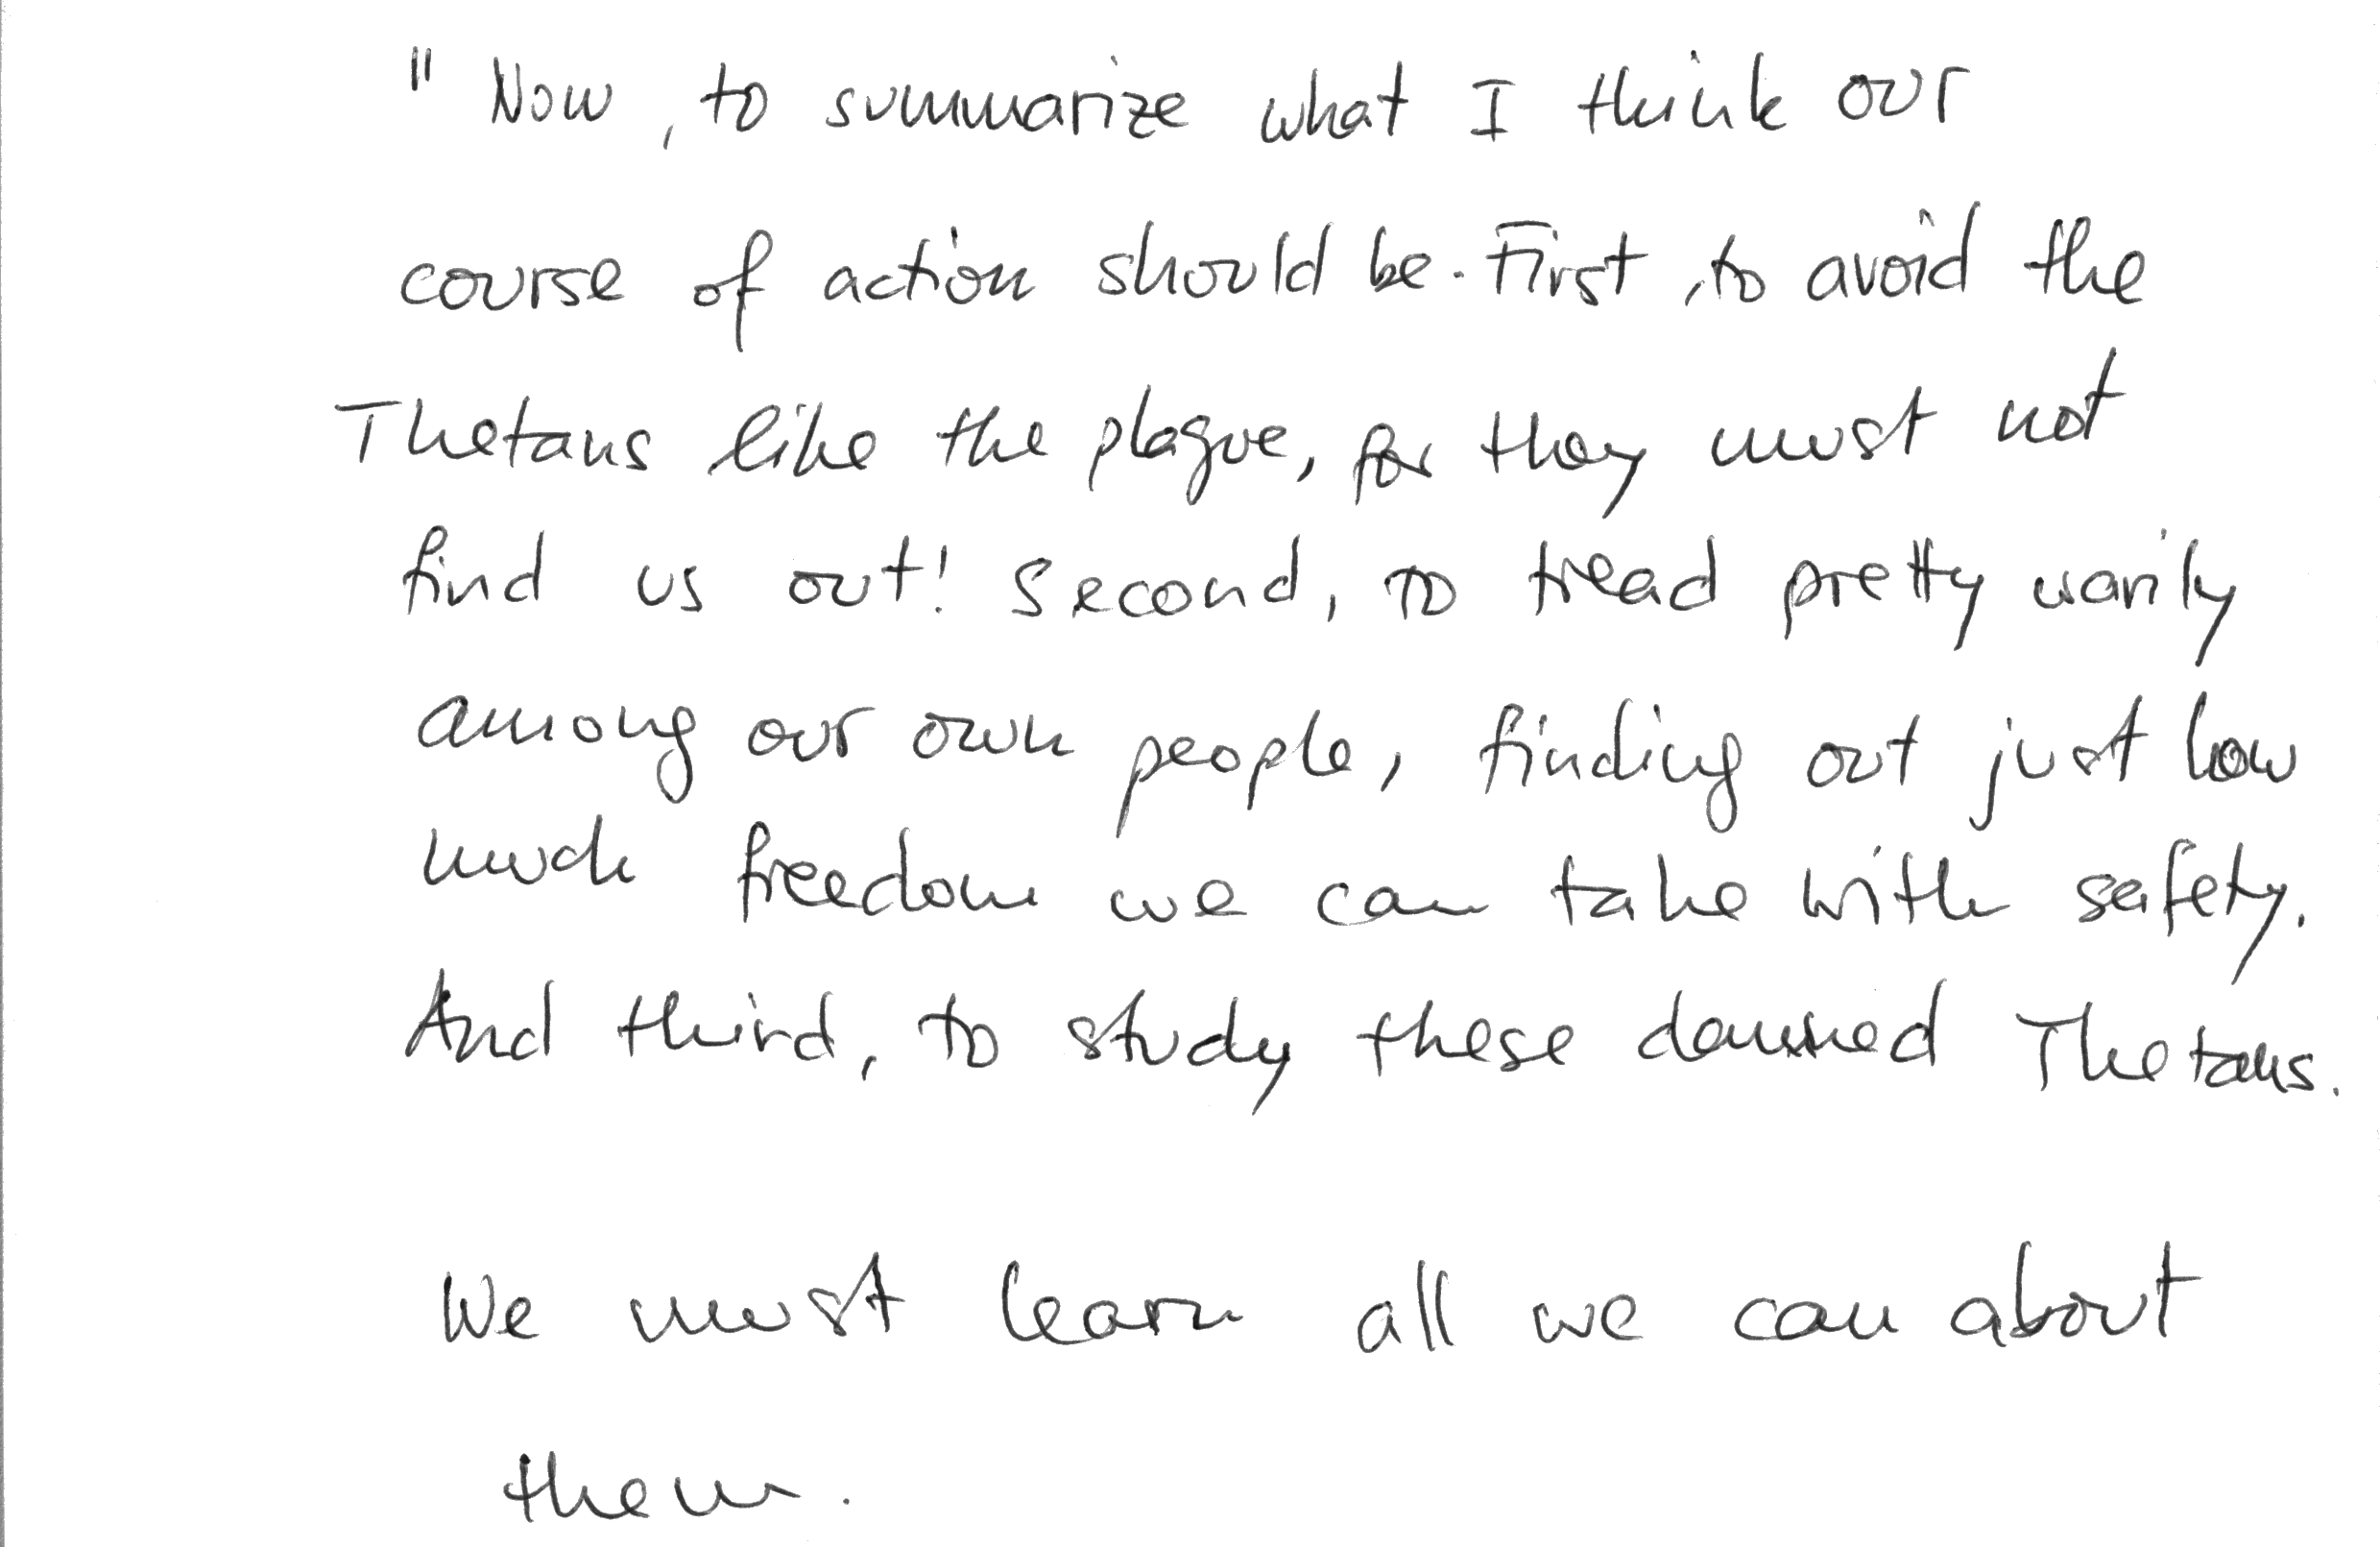 " Now, to summarize what I think our
course of action should be. First, to avoid the
Thetans like the plague, for they must not
find us out! Second, to tread pretty warily
among our own people, finding out just how
much freedom we can take with safety.
And third, to study these damned Thetans.
We must learn all we can about
them.